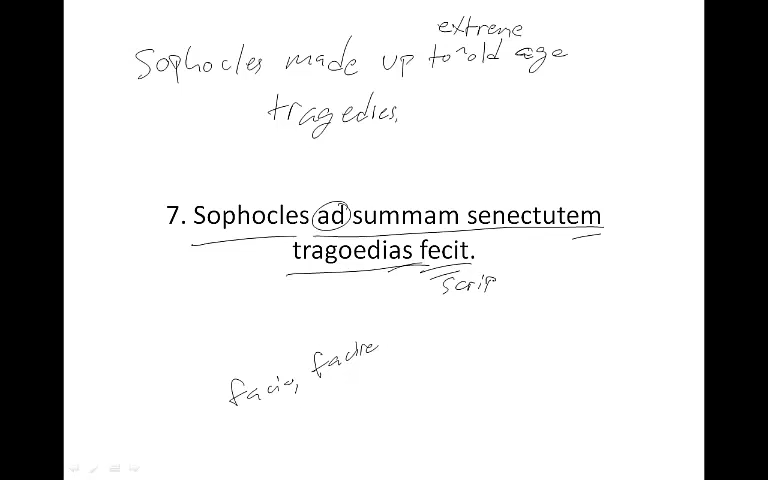 extreme
Sophocles made up to old age
tragedies.
7. Sophocles ad summam senectutem
tragoedias fecit.
scrip
facio, facere